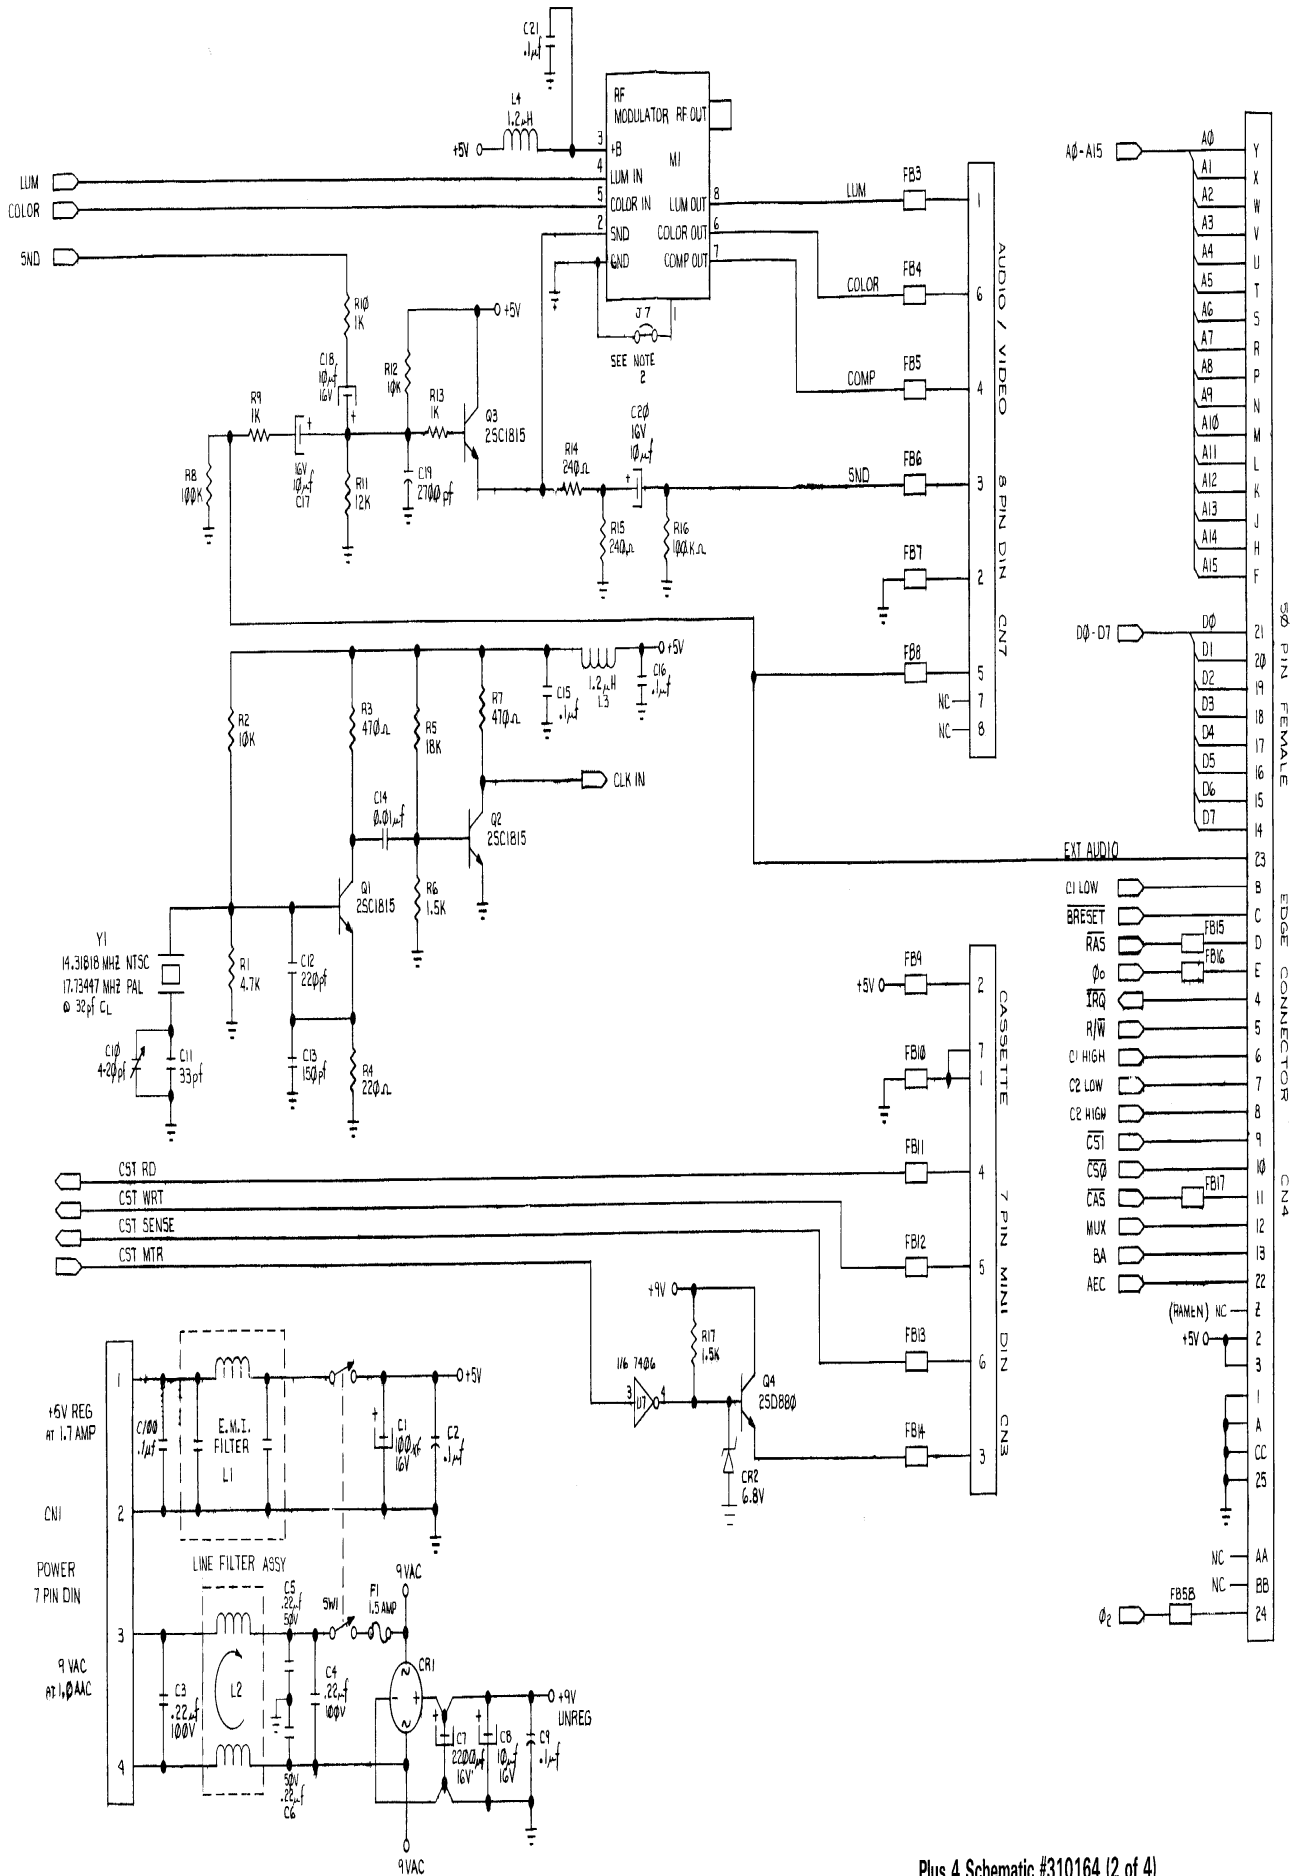 C21
.1µf
L4
1.2µH
+5V
RF
MODULATOR
RF OUT
M1
3
+B
4
LUM IN
5
COLOR IN
2
SND
6
GND
LUM OUT
8
COLOR OUT
6
COMP OUT
7
1
J7
SEE NOTE
2
LUM
COLOR
SND
R10
1K
C18
10µf
16V
+
R12
10K
R13
1K
+5V
Q3
2SC1815
R9
1K
+
16V
10µf
C17
R8
100K
R11
12K
C19
2700pf
R14
240Ω
C20
16V
10µf
+
R15
240Ω
R16
100KΩ
LUM
FB3
1
COLOR
FB4
6
COMP
FB5
4
SND
FB6
3
FB7
2
FB8
5
NC
7
NC
8
AUDIO / VIDEO
8 PIN DIN
CN7
R2
10K
R3
470Ω
R5
18K
R7
470Ω
C15
.1µf
1.2µH
L3
C16
.1µf
+5V
CLK IN
C14
0.01µf
Q2
2SC1815
Q1
2SC1815
R6
1.5K
Y1
14.31818 MHZ NTSC
17.73447 MHZ PAL
@ 32pf CL
R1
4.7K
C12
220pf
C10
4-20pf
C11
33pf
C13
150pf
R4
220Ω
CST RD
CST WRT
CST SENSE
CST MTR
+5V
FB9
2
FB10
7
1
FB11
4
FB12
5
FB13
6
FB14
3
CASSETTE
7 PIN MINI DIN
CN3
+9V
R17
1.5K
1/6 7406
3
U7
4
Q4
2SD880
CR2
6.8V
1
2
3
4
+5V REG
AT 1.7 AMP
CN1
POWER
7 PIN DIN
9 VAC
AT 1.0 AAC
C100
.1µf
E.M.I.
FILTER
L1
+
C1
100µf
16V
C2
.1µf
+5V
LINE FILTER ASSY
L2
C3
.22µf
100V
C5
.22µf
50V
50V
.22µf
C6
C4
.22µf
100V
SW1
F1
1.5 AMP
9 VAC
CR1
~
-
+
~
+
C7
2200µf
16V
+
C8
10µf
16V
C9
.1µf
+9V
UNREG
9 VAC
A0-A15
A0
Y
A1
X
A2
W
A3
V
A4
U
A5
T
A6
S
A7
R
A8
P
A9
N
A10
M
A11
L
A12
K
A13
J
A14
H
A15
F
D0-D7
D0
21
D1
20
D2
19
D3
18
D4
17
D5
16
D6
15
D7
14
EXT AUDIO
23
C1 LOW
B
BRESET
C
RAS
FB15
D
Φ0
FB16
E
IRQ
4
R/W
5
C1 HIGH
6
C2 LOW
7
C2 HIGH
8
CS1
9
CS0
10
CAS
FB17
11
MUX
12
BA
13
AEC
22
(RAMEN) NC
Z
+5V
2
3
1
A
CC
25
NC
AA
NC
BB
Φ2
FB58
24
50 PIN FEMALE
EDGE CONNECTOR
CN4
Plus 4 Schematic #310164 (2 of 4)